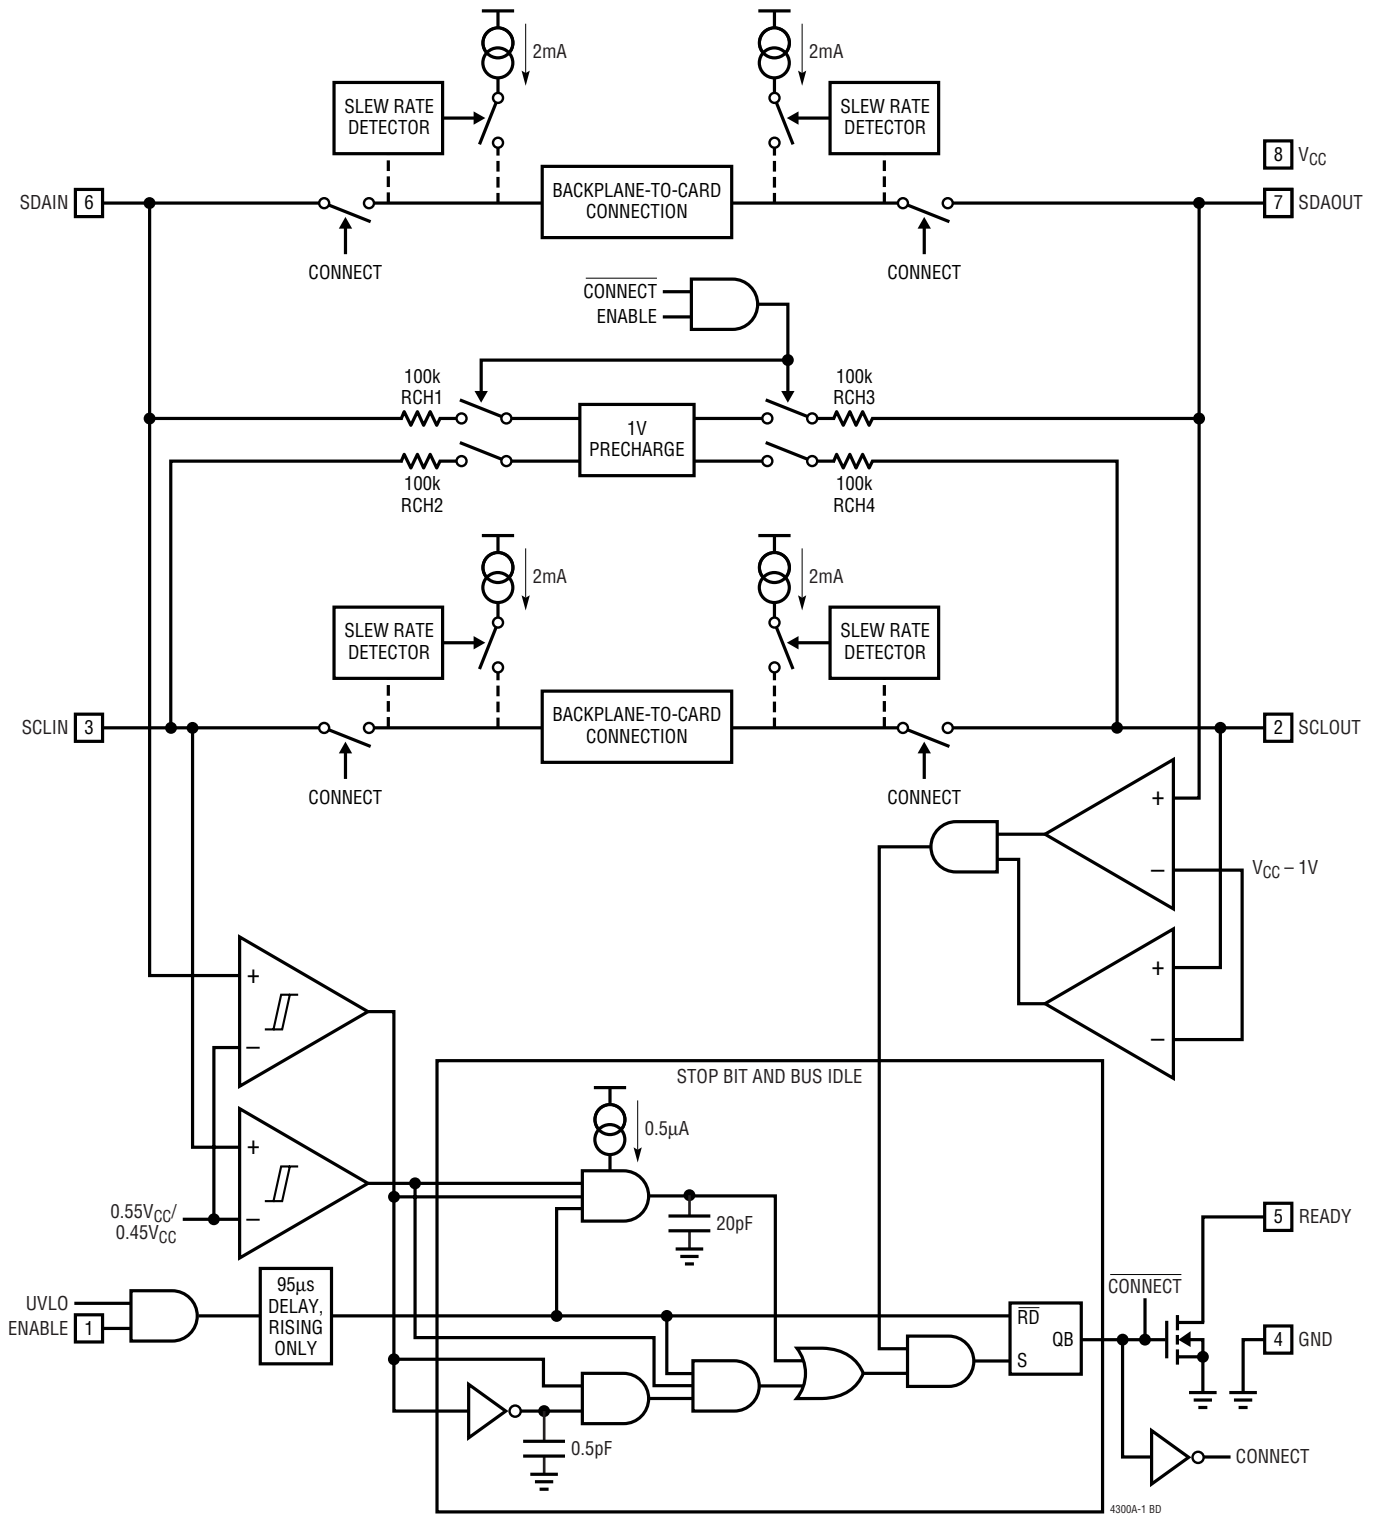 2mA
2mA
SLEW RATE
DETECTOR
SLEW RATE
DETECTOR
8 VCC
SDAIN 6
BACKPLANE-TO-CARD
CONNECTION
7 SDAOUT
CONNECT
CONNECT
CONNECT
ENABLE
100k
RCH1
100k
RCH3
1V
PRECHARGE
100k
RCH2
100k
RCH4
2mA
2mA
SLEW RATE
DETECTOR
SLEW RATE
DETECTOR
SCLIN 3
BACKPLANE-TO-CARD
CONNECTION
2 SCLOUT
CONNECT
CONNECT
+
–
VCC – 1V
+
–
+
–
STOP BIT AND BUS IDLE
0.5µA
+
–
0.55VCC/
0.45VCC
20pF
5 READY
UVLO
ENABLE 1
95µs
DELAY,
RISING
ONLY
CONNECT
RD
QB
S
4 GND
0.5pF
CONNECT
4300A-1 BD